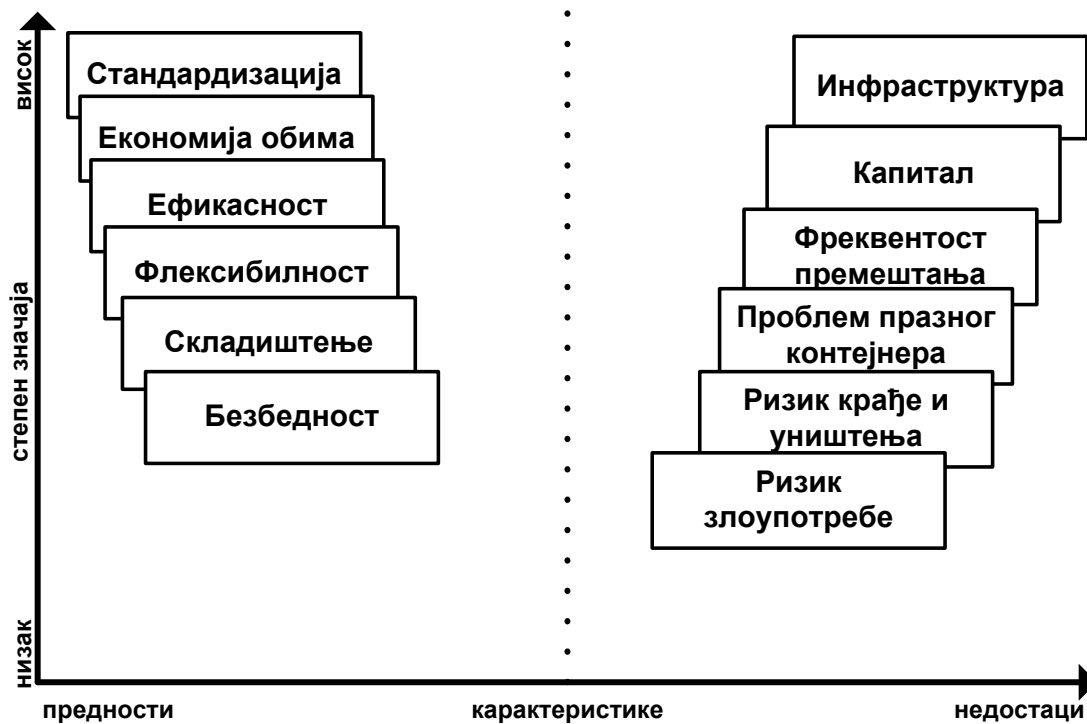 висок
степен значаја
низак
Стандардизација
Економија обима
Ефикасност
Флексибилност
Складиштење
Безбедност
Инфраструктура
Капитал
Фреквентост
премештања
Проблем празног
контејнера
Ризик крађе и
уништења
Ризик
злоупотребе
предности
карактеристике
недостаци